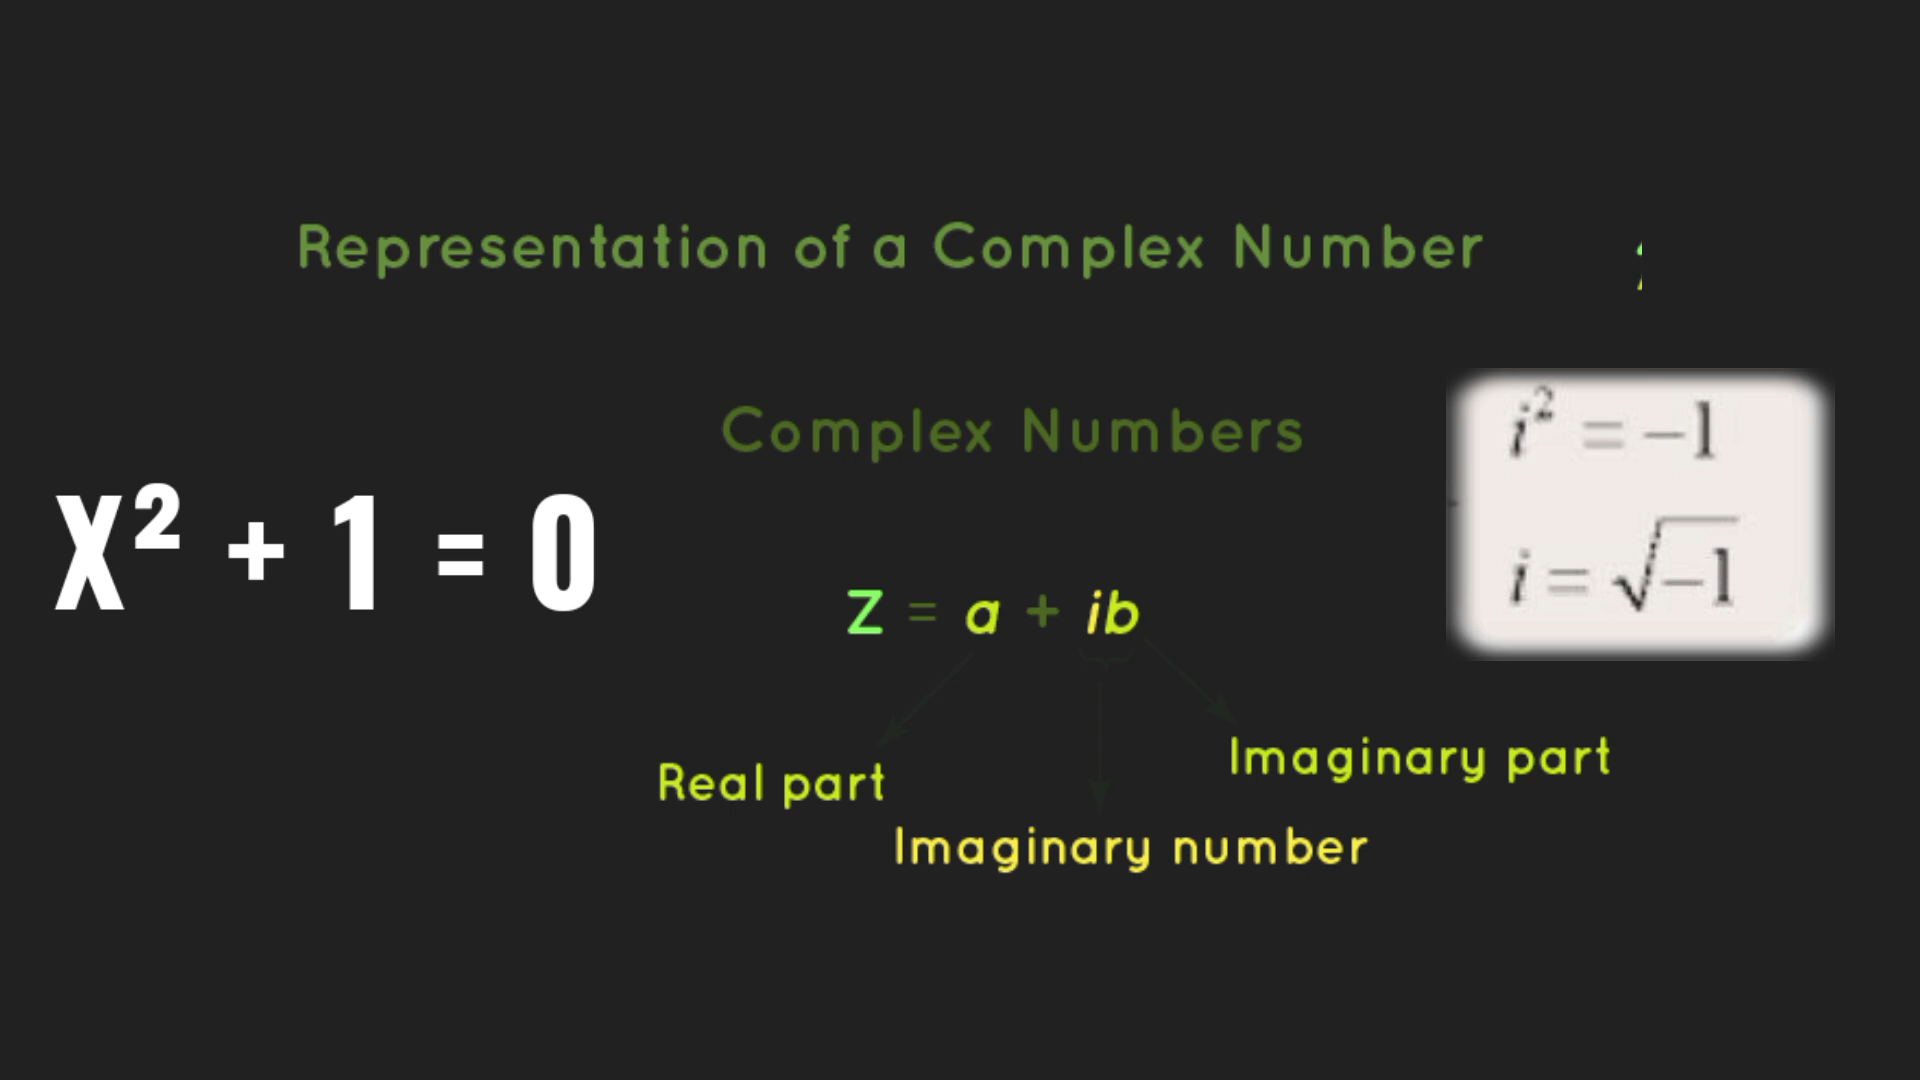 Representation of a Complex Number
Complex Numbers
X² + 1 = 0
Z = a + ib
Real part
Imaginary number
Imaginary part
i² = −1
i = √−1